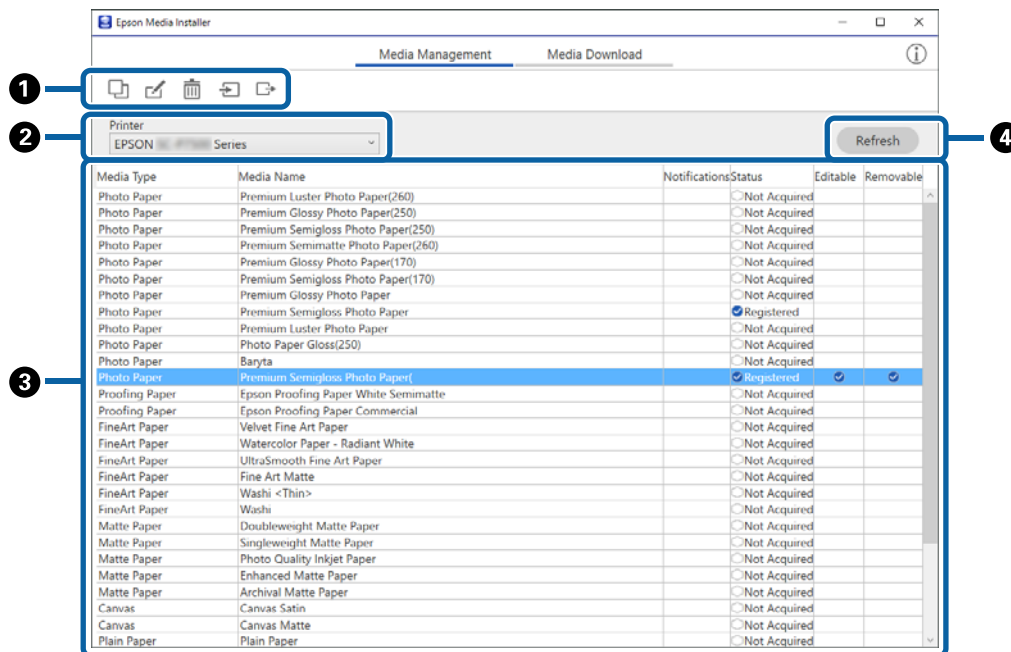 Epson Media Installer
Media Management Media Download
1
2
Printer
EPSON Series
Refresh
4
3
Media Type Media Name Notifications Status Editable Removable
Photo Paper Premium Luster Photo Paper(260) Not Acquired
Photo Paper Premium Glossy Photo Paper(250) Not Acquired
Photo Paper Premium Semigloss Photo Paper(250) Not Acquired
Photo Paper Premium Semimatte Photo Paper(260) Not Acquired
Photo Paper Premium Glossy Photo Paper(170) Not Acquired
Photo Paper Premium Semigloss Photo Paper(170) Not Acquired
Photo Paper Premium Glossy Photo Paper Not Acquired
Photo Paper Premium Semigloss Photo Paper Registered
Photo Paper Premium Luster Photo Paper Not Acquired
Photo Paper Photo Paper Gloss(250) Not Acquired
Photo Paper Baryta Not Acquired
Photo Paper Premium Semigloss Photo Paper( Registered
Proofing Paper Epson Proofing Paper White Semimatte Not Acquired
Proofing Paper Epson Proofing Paper Commercial Not Acquired
FineArt Paper Velvet Fine Art Paper Not Acquired
FineArt Paper Watercolor Paper - Radiant White Not Acquired
FineArt Paper UltraSmooth Fine Art Paper Not Acquired
FineArt Paper Fine Art Matte Not Acquired
FineArt Paper Washi <Thin> Not Acquired
FineArt Paper Washi Not Acquired
Matte Paper Doubleweight Matte Paper Not Acquired
Matte Paper Singleweight Matte Paper Not Acquired
Matte Paper Photo Quality Inkjet Paper Not Acquired
Matte Paper Enhanced Matte Paper Not Acquired
Matte Paper Archival Matte Paper Not Acquired
Canvas Canvas Satin Not Acquired
Canvas Canvas Matte Not Acquired
Plain Paper Plain Paper Not Acquired